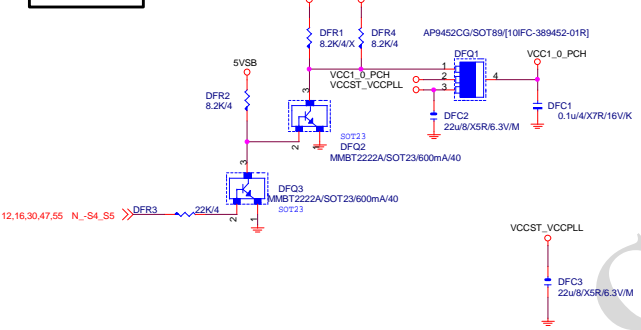 DFR1
8.2K/4/X
DFR4
8.2K/4
AP9452CG/SOT89/[10IFC-389452-01R]
DFQ1
VCC1_0_PCH
1
2
3
4
VCC1_0_PCH
VCCST_VCCPLL
5VSB
DFR2
8.2K/4
3
2
1
SOT23
DFQ2
MMBT2222A/SOT23/600mA/40
DFC2
22u/8/X5R/6.3V/M
DFC1
0.1u/4/X7R/16V/K
3
DFQ3
MMBT2222A/SOT23/600mA/40
SOT23
2
1
12,16,30,47,55 N_-S4_S5
DFR3
22K/4
VCCST_VCCPLL
DFC3
22u/8/X5R/6.3V/M